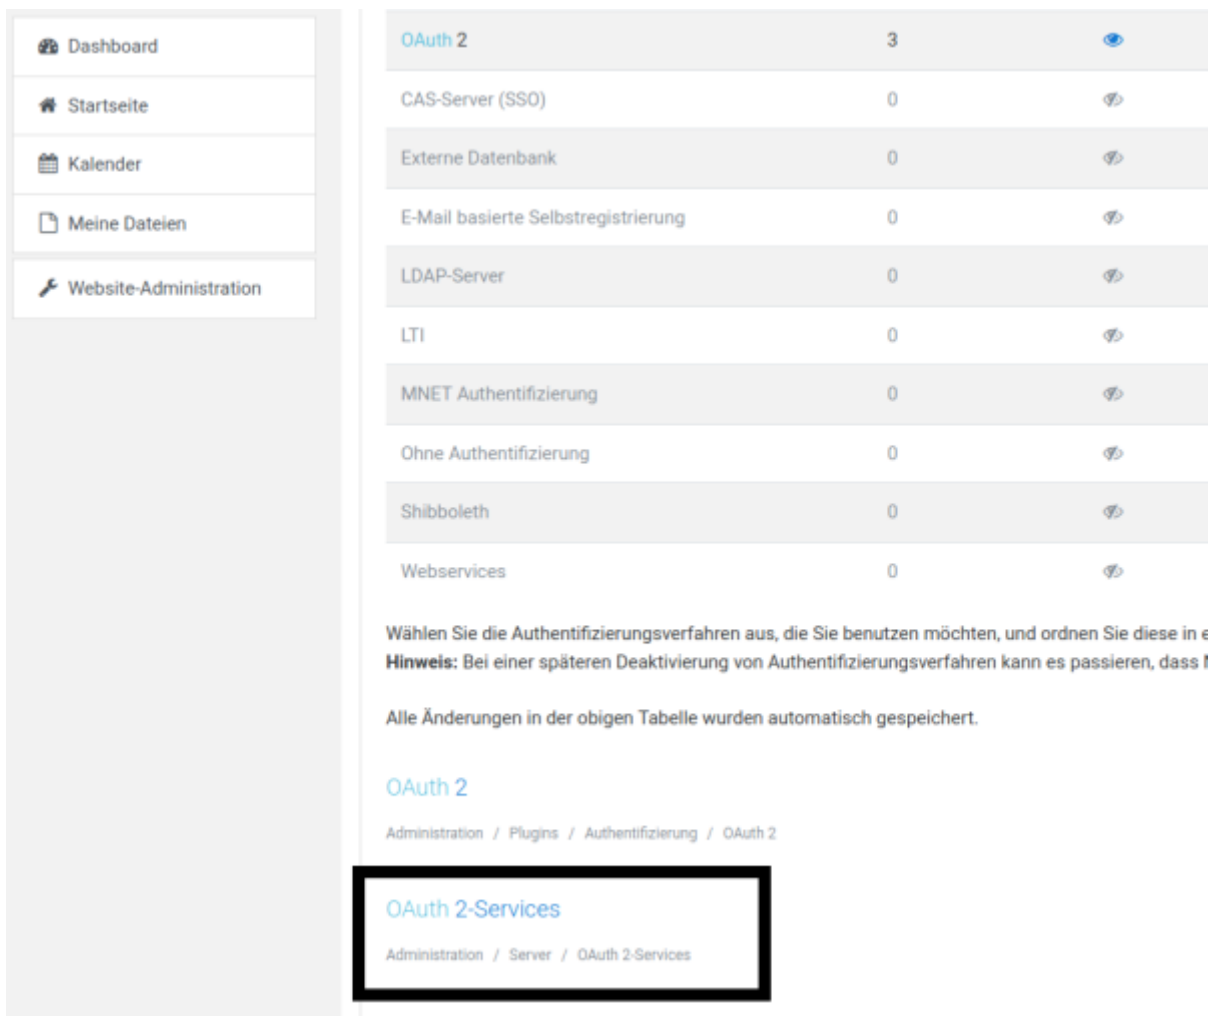 Dashboard
Startseite
Kalender
Meine Dateien
Website-Administration
OAuth 2 3
CAS-Server (SSO) 0
Externe Datenbank 0
E-Mail basierte Selbstregistrierung 0
LDAP-Server 0
LTI 0
MNET Authentifizierung 0
Ohne Authentifizierung 0
Shibboleth 0
Webservices 0
Wählen Sie die Authentifizierungsverfahren aus, die Sie benutzen möchten, und ordnen Sie diese in
Hinweis: Bei einer späteren Deaktivierung von Authentifizierungsverfahren kann es passieren, dass
Alle Änderungen in der obigen Tabelle wurden automatisch gespeichert.
OAuth 2
Administration / Plugins / Authentifizierung / OAuth 2
OAuth 2-Services
Administration / Server / OAuth 2-Services